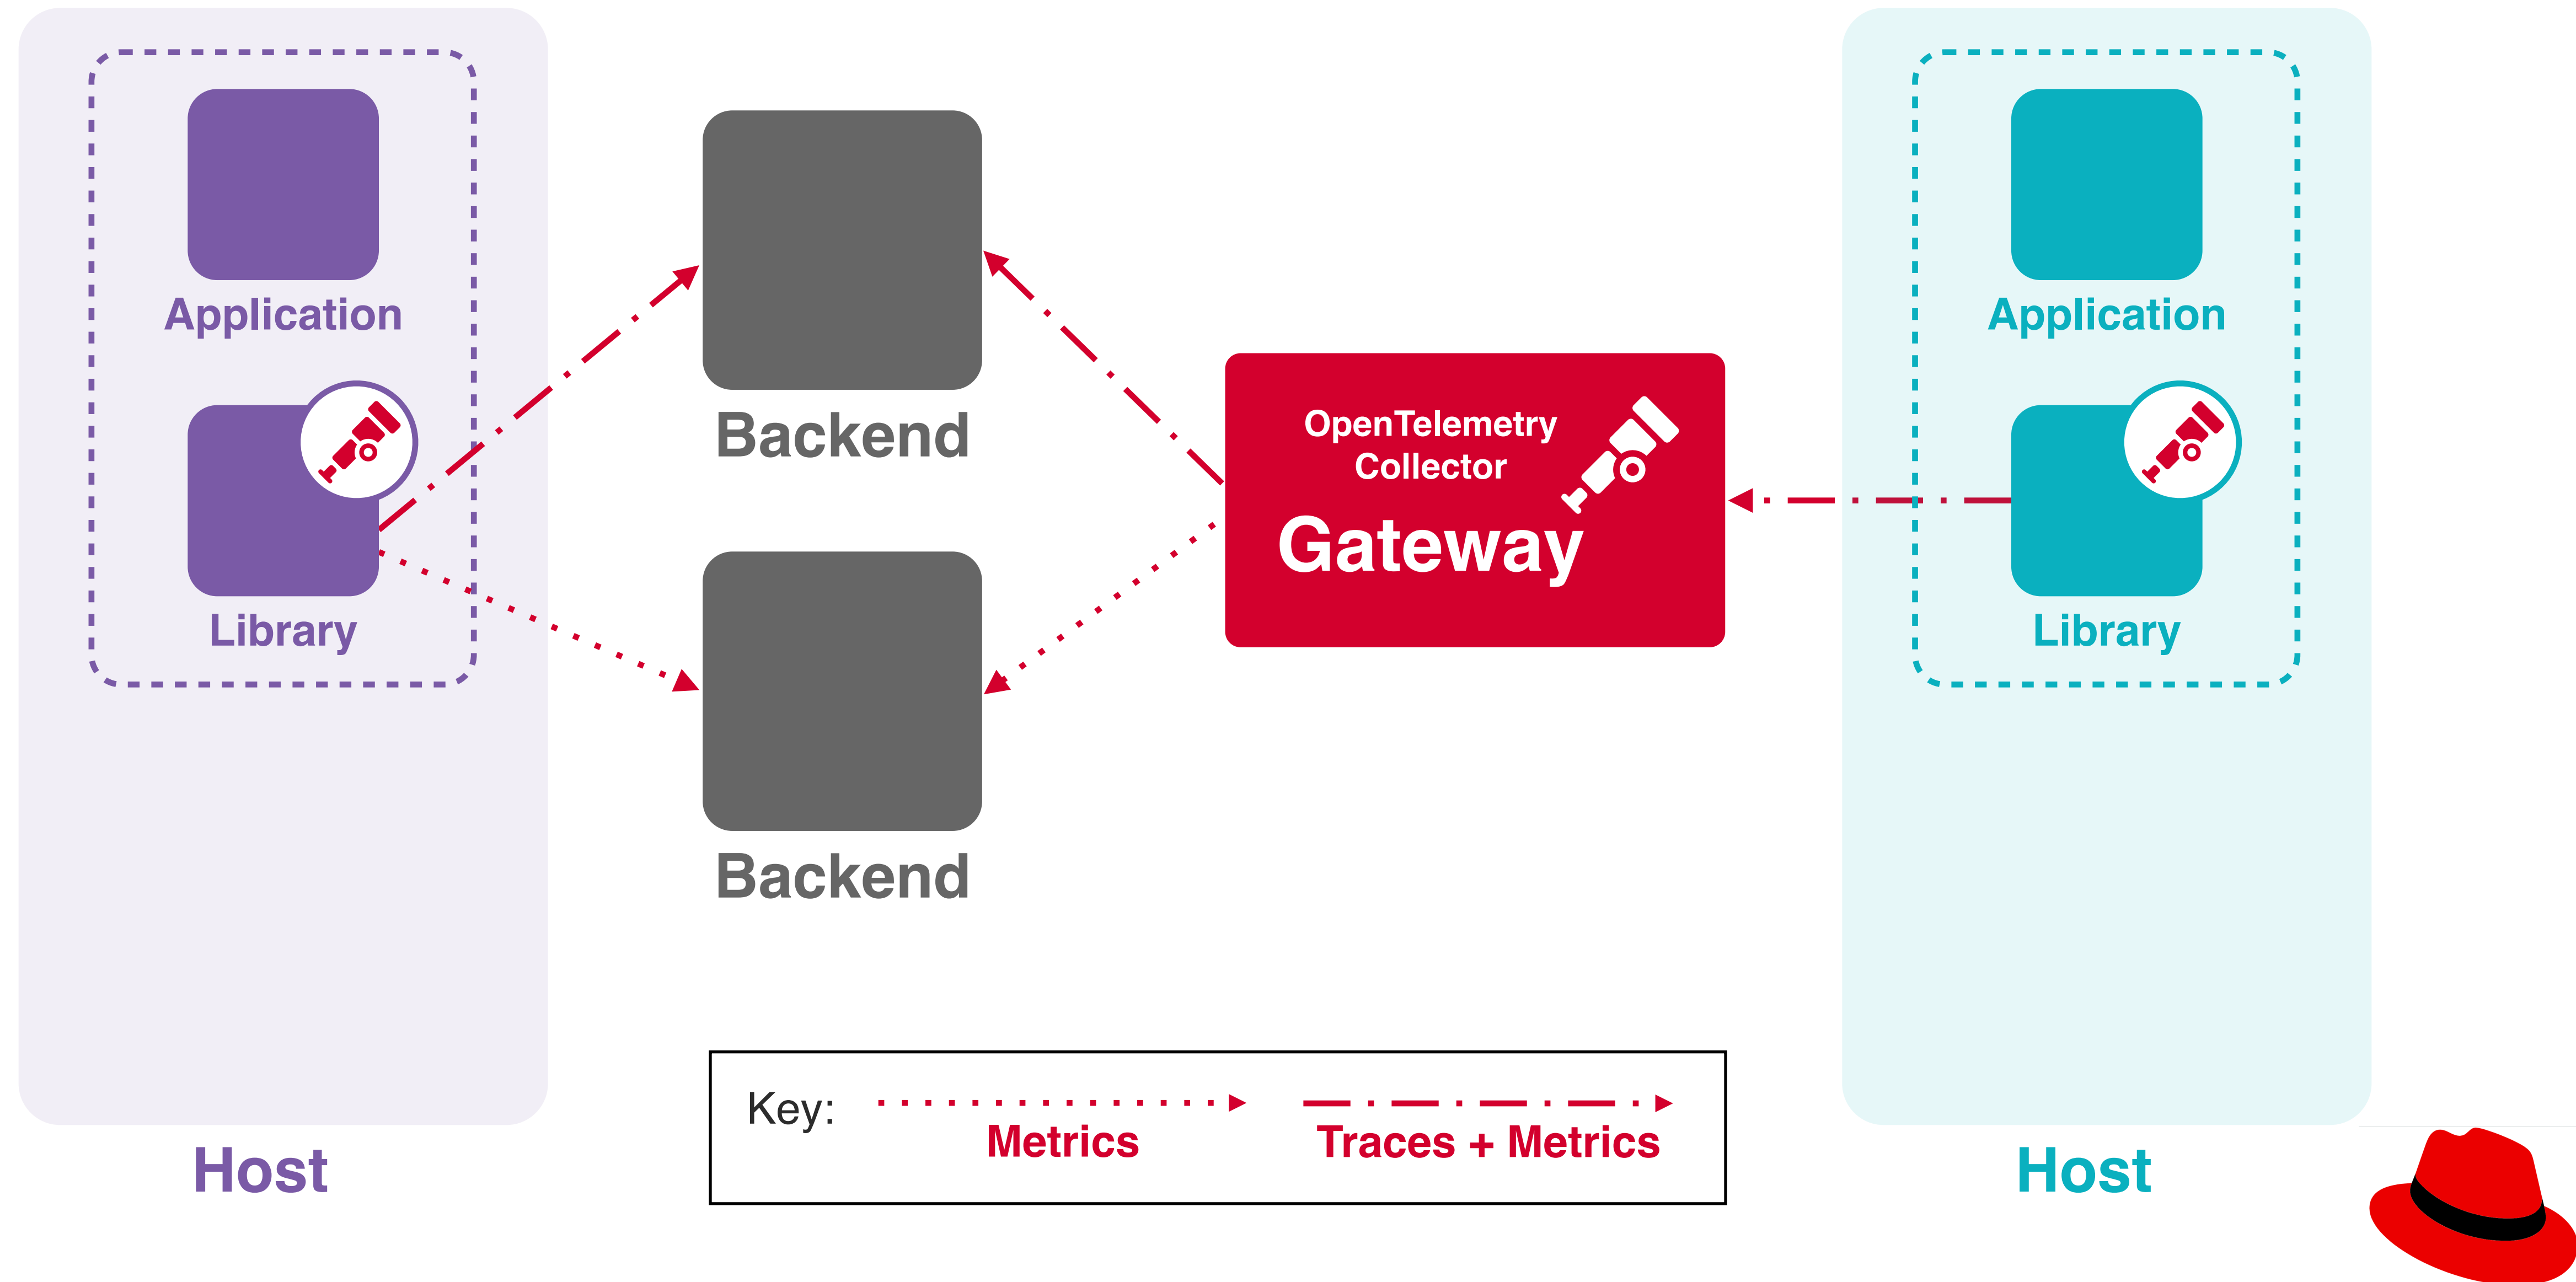 Application
Library
Host
Backend
Backend
OpenTelemetry
Collector
Gateway
Application
Library
Host
Key:
Metrics
Traces + Metrics